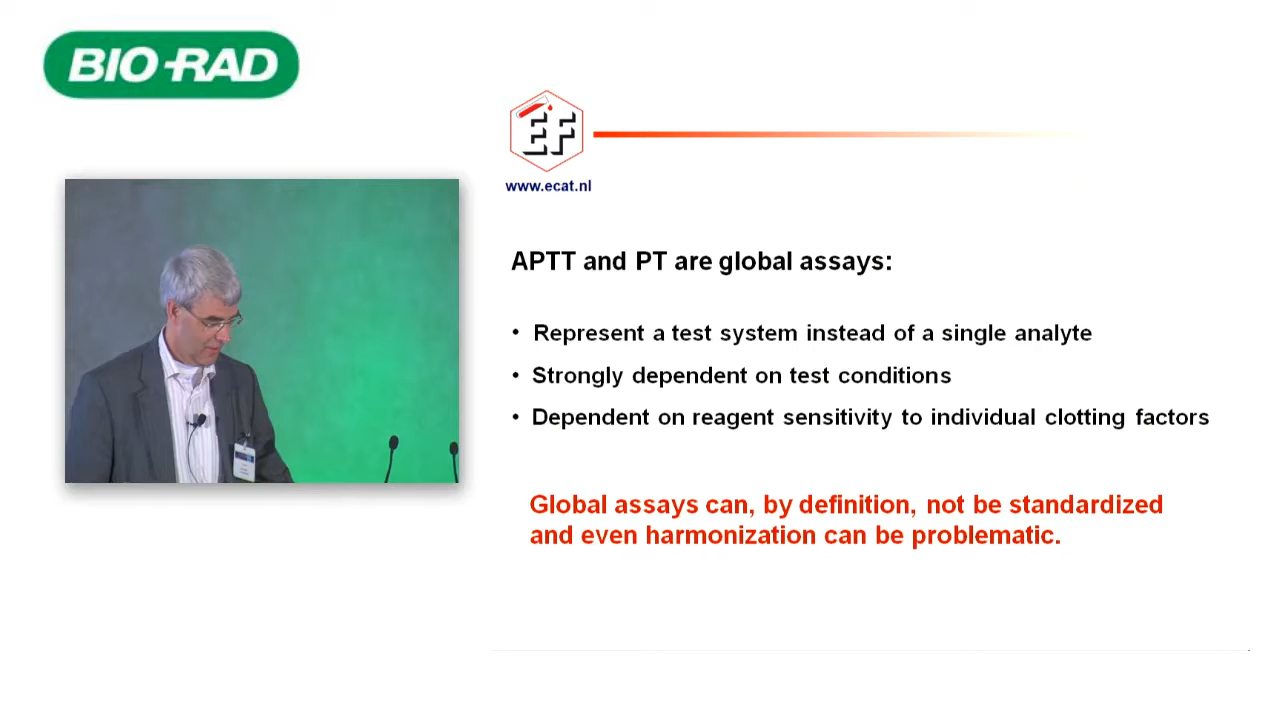 BIO-RAD
EF
www.ecat.nl
APTT and PT are global assays:
• Represent a test system instead of a single analyte
• Strongly dependent on test conditions
• Dependent on reagent sensitivity to individual clotting factors
Global assays can, by definition, not be standardized
and even harmonization can be problematic.